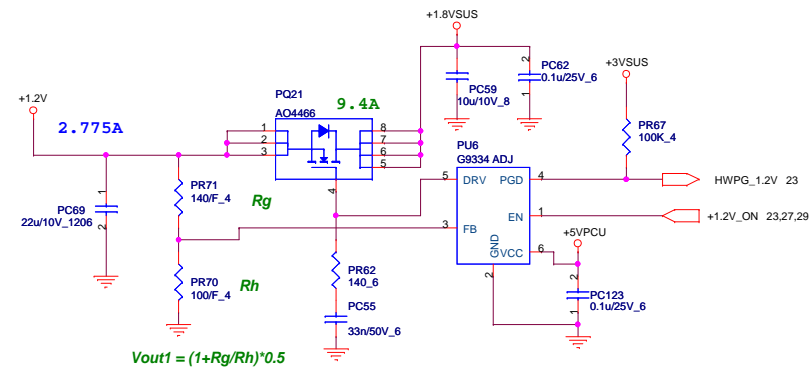 +1.8VSUS
PC62
0.1u/25V_6
2
1
+3VSUS
PC59
10u/10V_8
PQ21
AO4466
9.4A
+1.2V
2.775A
1
2
3
8
7
6
5
4
PU6
G9334 ADJ
PR67
100K_4
5
DRV
PGD
4
HWPG_1.2V 23
PR71
140/F_4
Rg
1
PC69
22u/10V_1206
2
3
FB
EN
1
+1.2V_ON 23,27,29
+5VPCU
GND
VCC
6
2
PR62
140_6
PR70
100/F_4
Rh
PC55
33n/50V_6
2
PC123
0.1u/25V_6
1
Vout1 = (1+Rg/Rh)*0.5